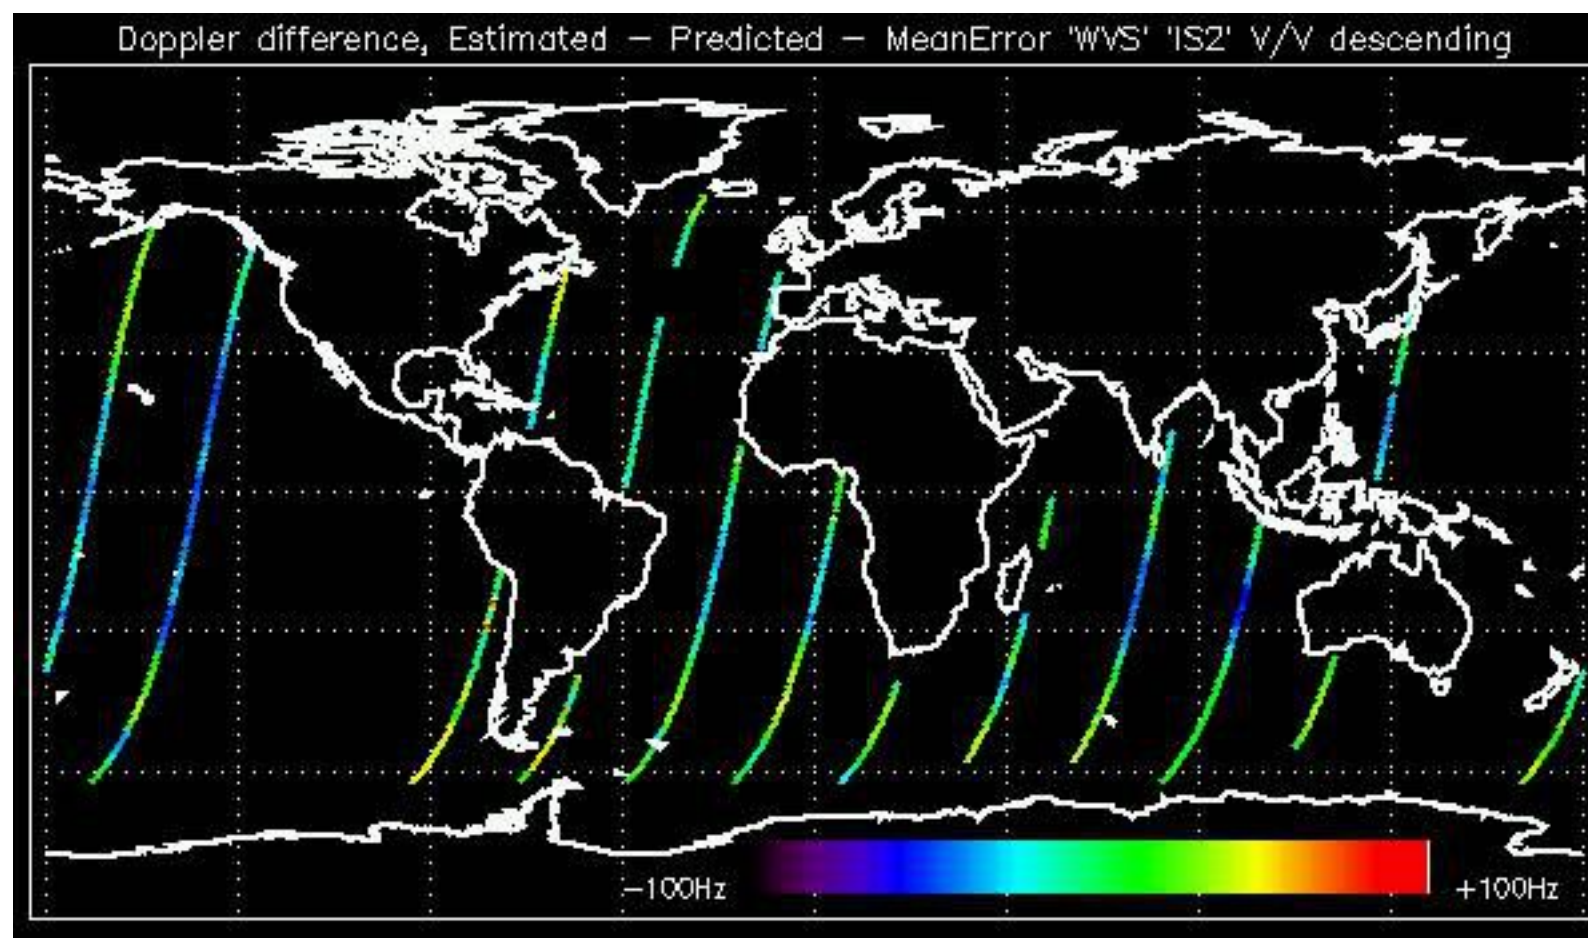 Doppler difference, Estimated − Predicted − MeanError 'WVS' 'IS2' V/V descending
−100Hz +100Hz